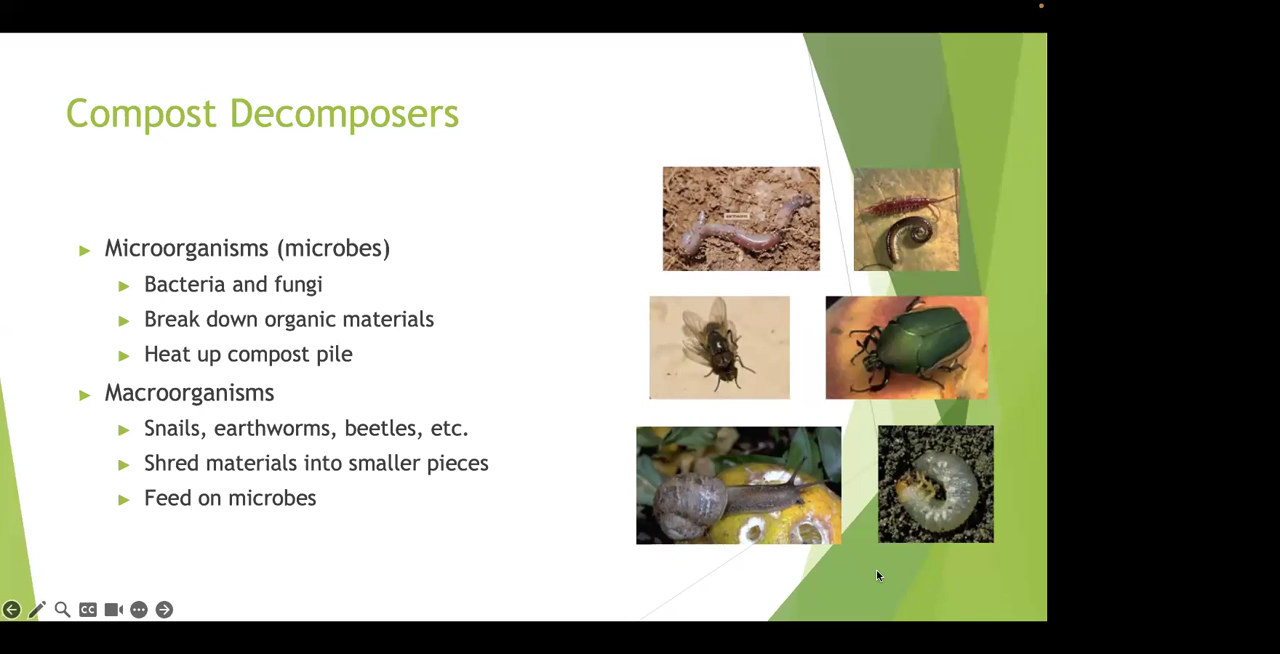 Compost Decomposers
Microorganisms (microbes)
Bacteria and fungi
Break down organic materials
Heat up compost pile
Macroorganisms
Snails, earthworms, beetles, etc.
Shred materials into smaller pieces
Feed on microbes
CC